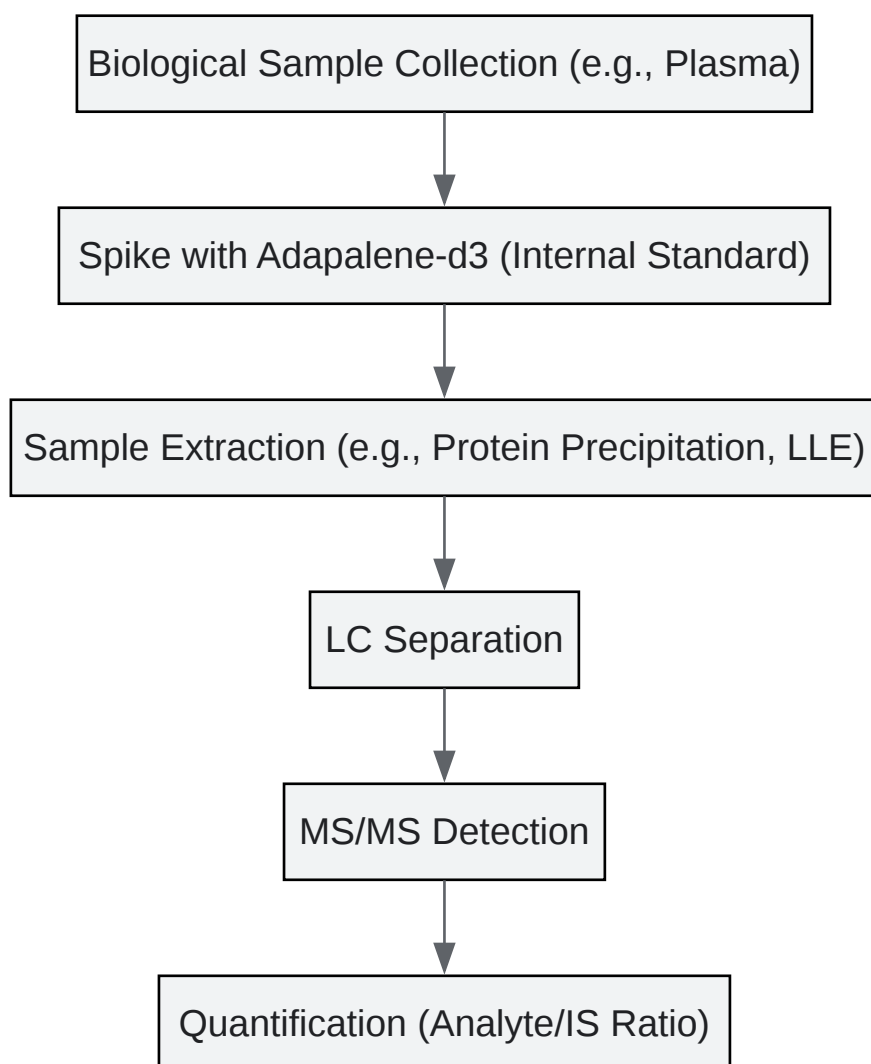 Biological Sample Collection (e.g., Plasma)
Spike with Adapalene-d3 (Internal Standard)
Sample Extraction (e.g., Protein Precipitation, LLE)
LC Separation
MS/MS Detection
Quantification (Analyte/IS Ratio)